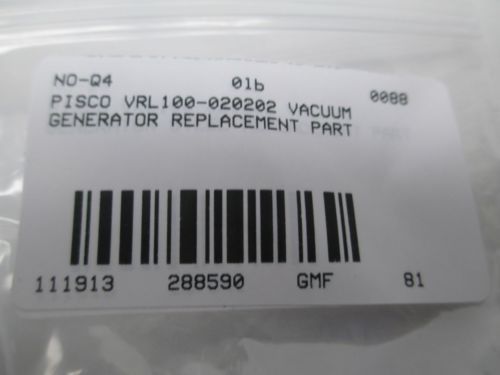 NO-Q4 01b 0088
PISCO VRL100-020202 VACUUM
GENERATOR REPLACEMENT PART
111913 288590 GMF 81